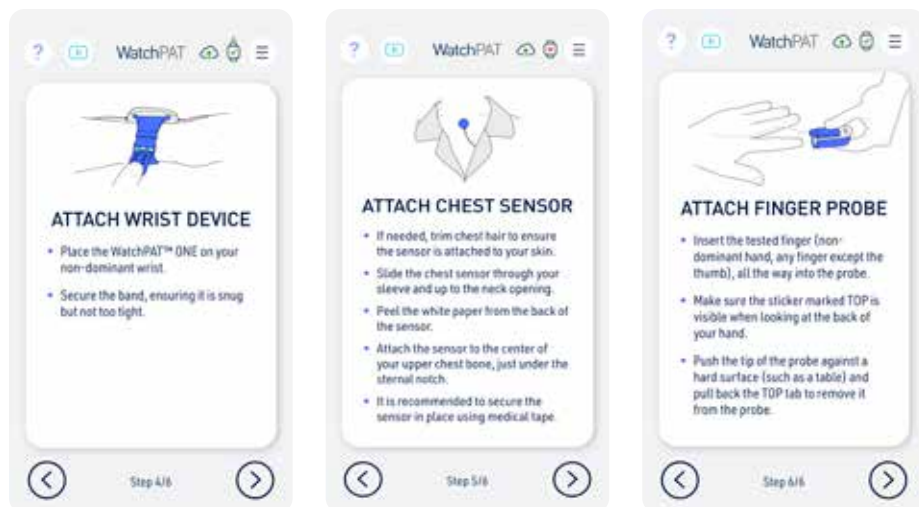 ? WatchPAT
ATTACH WRIST DEVICE
• Place the WatchPAT™ ONE on your
non-dominant wrist.
• Secure the band, ensuring it is snug
but not too tight.
Step 4/6
? WatchPAT
ATTACH CHEST SENSOR
• If needed, trim chest hair to ensure
the sensor is attached to your skin.
• Slide the chest sensor through your
sleeve and up to the neck opening.
• Peel the white paper from the back of
the sensor.
• Attach the sensor to the center of
your upper chest bone, just under the
sternal notch.
• It is recommended to secure the
sensor in place using medical tape
Step 5/6
? WatchPAT
ATTACH FINGER PROBE
• Insert the tested finger (non-
dominant hand, any finger except the
thumb), all the way into the probe.
• Make sure the sticker marked TOP is
visible when looking at the back of
your hand.
• Push the tip of the probe against a
hard surface (such as a table) and
pull back the TOP tab to remove it
from the probe.
Step 6/6